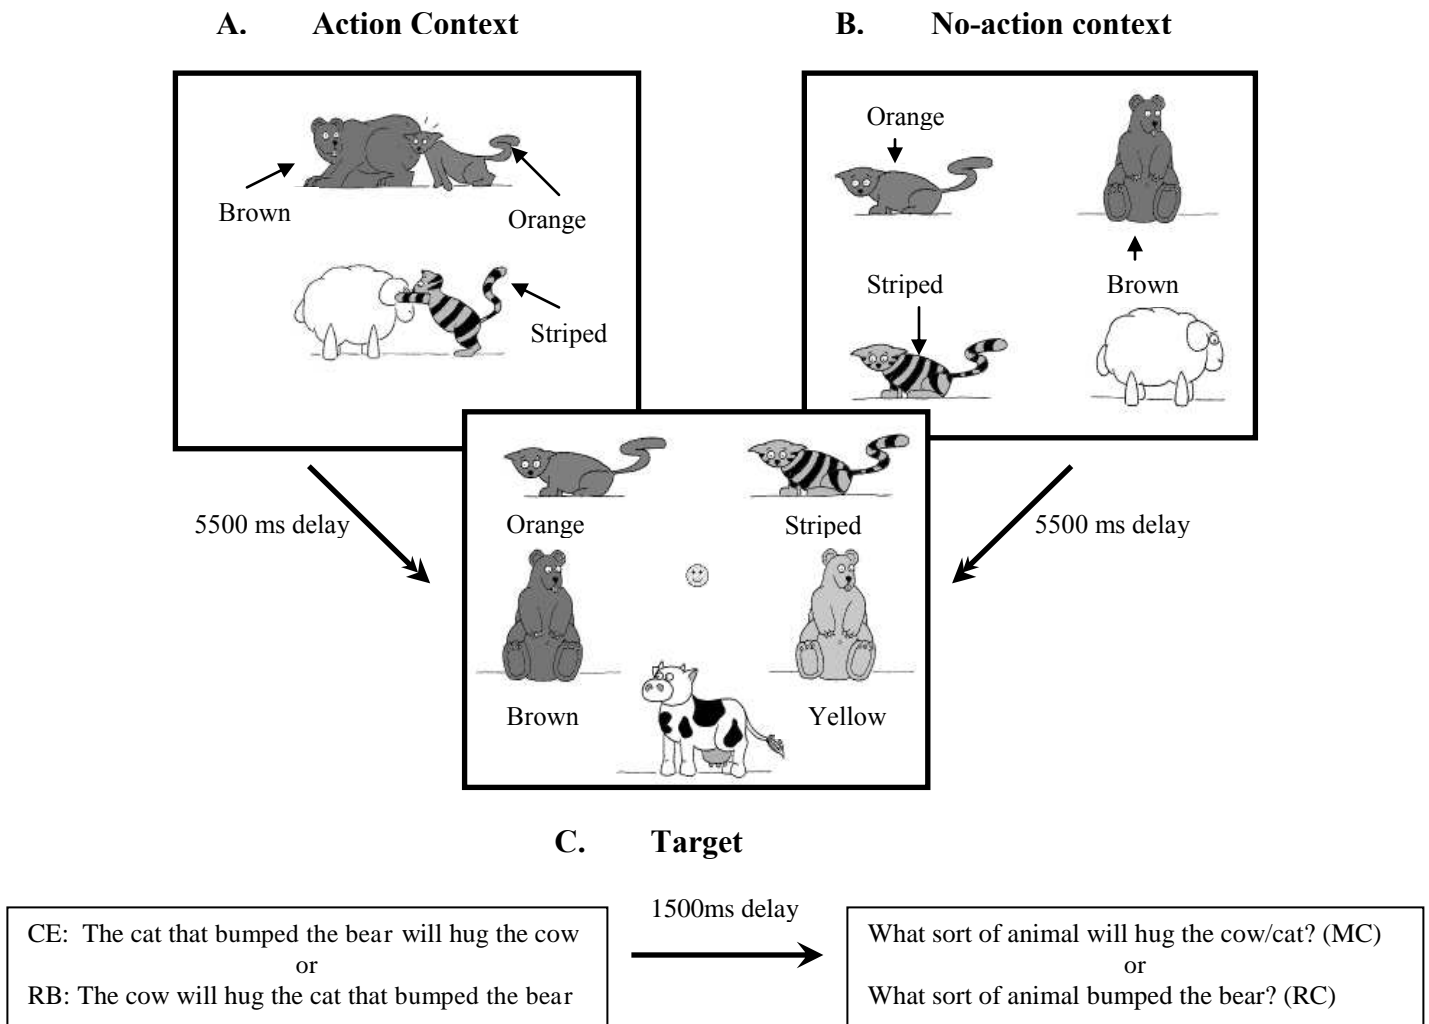 A. Action Context
B. No-action context
Brown
Orange
Striped
Orange
Striped
Brown
5500 ms delay
5500 ms delay
Orange
Striped
Brown
Yellow
C. Target
CE: The cat that bumped the bear will hug the cow
or
RB: The cow will hug the cat that bumped the bear
1500ms delay
What sort of animal will hug the cow/cat? (MC)
or
What sort of animal bumped the bear? (RC)